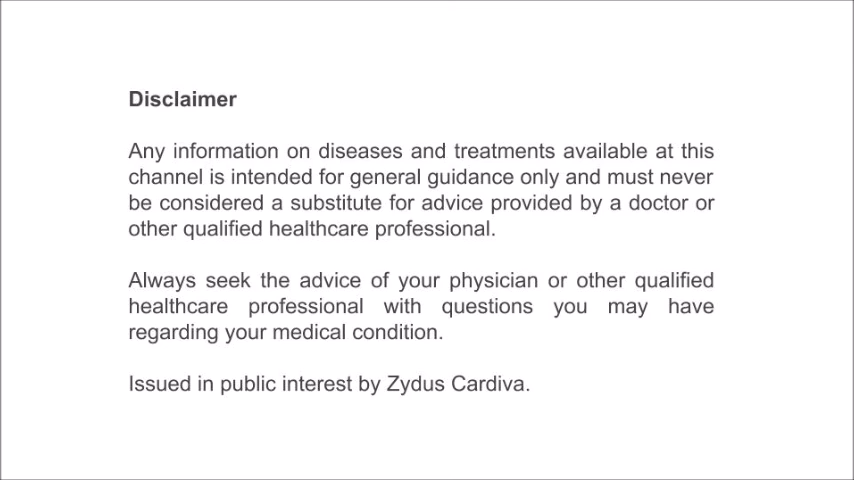 Disclaimer
Any information on diseases and treatments available at this
channel is intended for general guidance only and must never
be considered a substitute for advice provided by a doctor or
other qualified healthcare professional.
Always seek the advice of your physician or other qualified
healthcare professional with questions you may have
regarding your medical condition.
Issued in public interest by Zydus Cardiva.